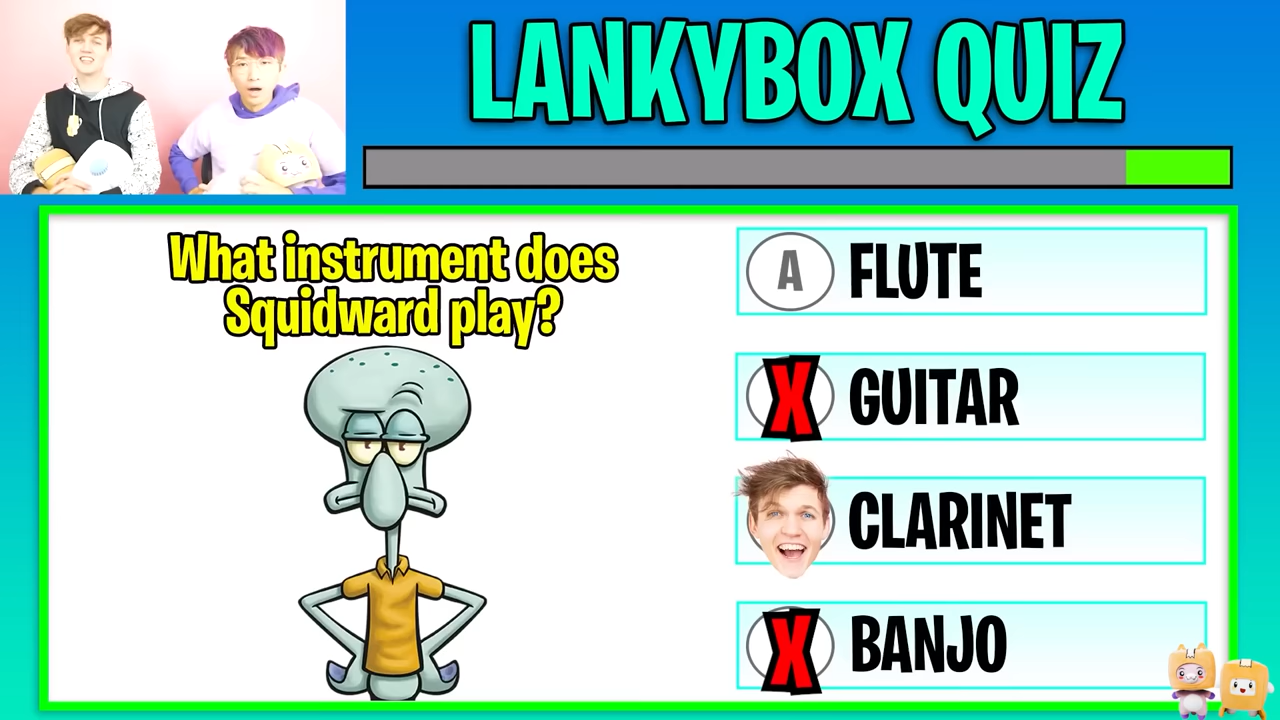 LANKYBOX QUIZ
What instrument does
Squidward play?
A FLUTE
X GUITAR
CLARINET
X BANJO